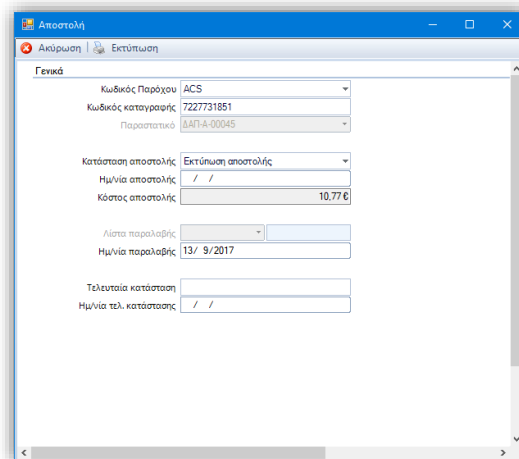 Αποστολή
Ακύρωση | Εκτύπωση
Γενικά
Κωδικός Παρόχου ACS
Κωδικός καταγραφής 7227731851
Παραστατικό ΔΑΠ-Α-00045
Κατάσταση αποστολής Εκτύπωση αποστολής
Ημ/νία αποστολής / /
Κόστος αποστολής 10,77 €
Λίστα παραλαβής
Ημ/νία παραλαβής 13/ 9/2017
Τελευταία κατάσταση
Ημ/νία τελ. κατάστασης / /